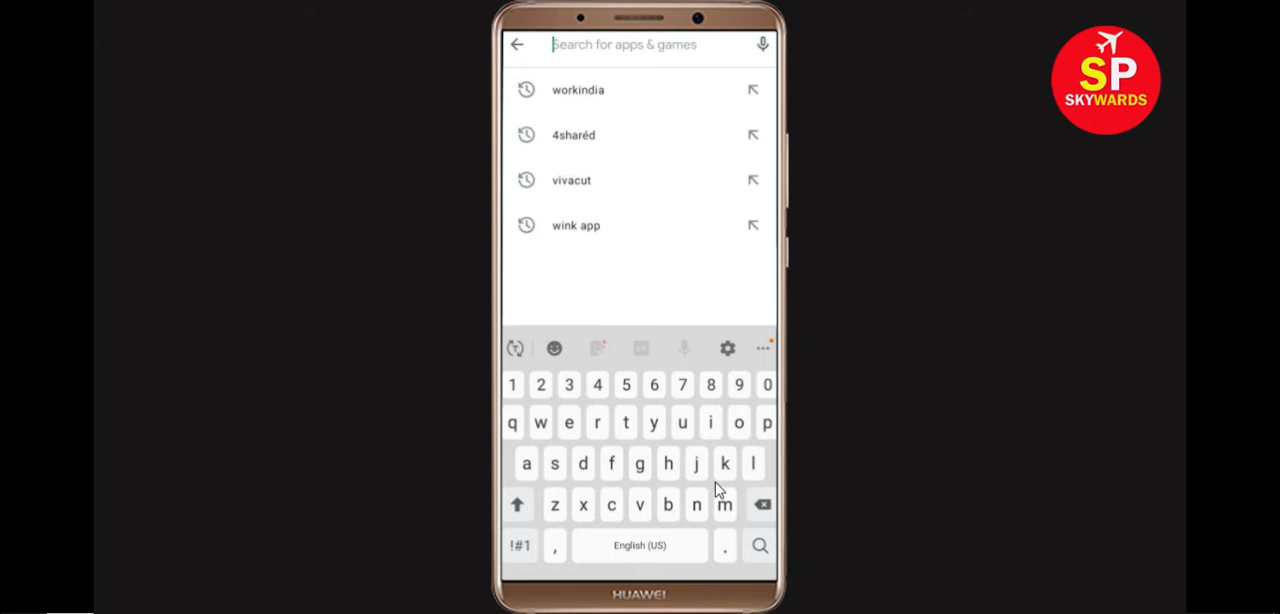 Search for apps & games
SP
SKYWARDS
workindia
4sharéd
vivacut
wink app
1 2 3 4 5 6 7 8 9 0
q w e r t y u i o p
a s d f g h j k l
z x c v b n m
!#1 , English (US) .
HUAWEI